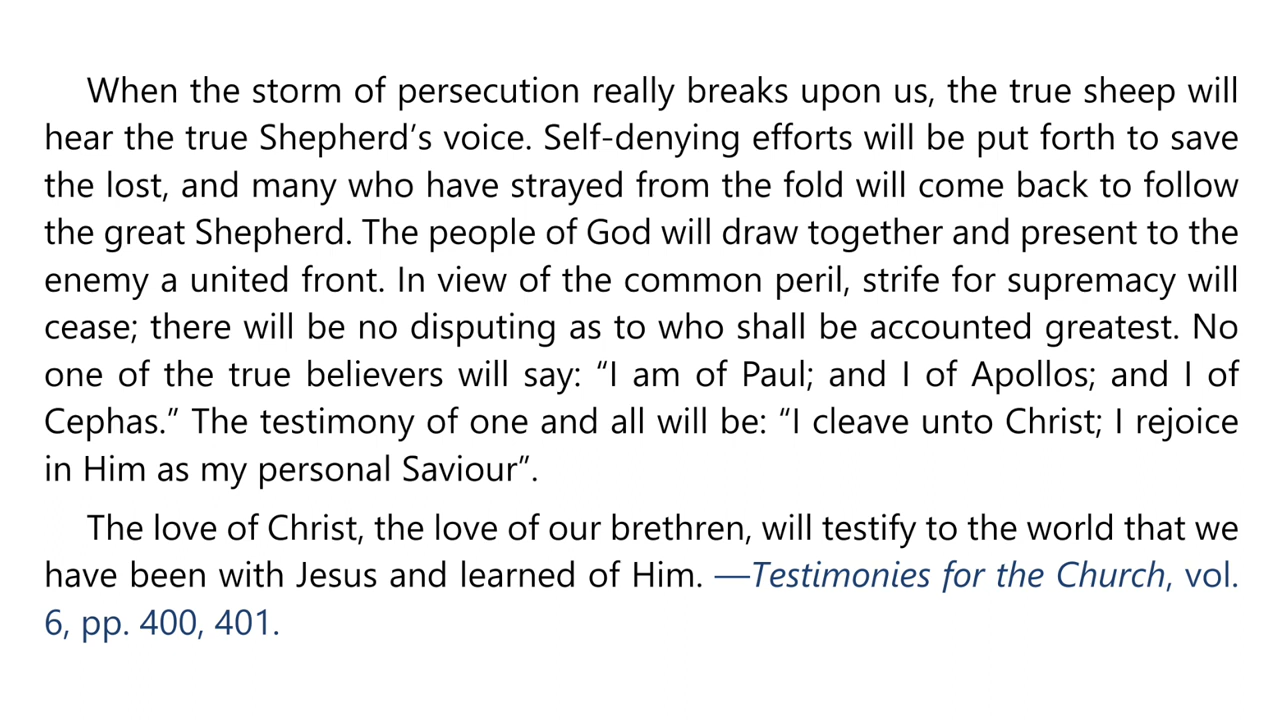 When the storm of persecution really breaks upon us, the true sheep will
hear the true Shepherd’s voice. Self-denying efforts will be put forth to save
the lost, and many who have strayed from the fold will come back to follow
the great Shepherd. The people of God will draw together and present to the
enemy a united front. In view of the common peril, strife for supremacy will
cease; there will be no disputing as to who shall be accounted greatest. No
one of the true believers will say: “I am of Paul; and I of Apollos; and I of
Cephas.” The testimony of one and all will be: “I cleave unto Christ; I rejoice
in Him as my personal Saviour”.
The love of Christ, the love of our brethren, will testify to the world that we
have been with Jesus and learned of Him. —Testimonies for the Church, vol.
6, pp. 400, 401.